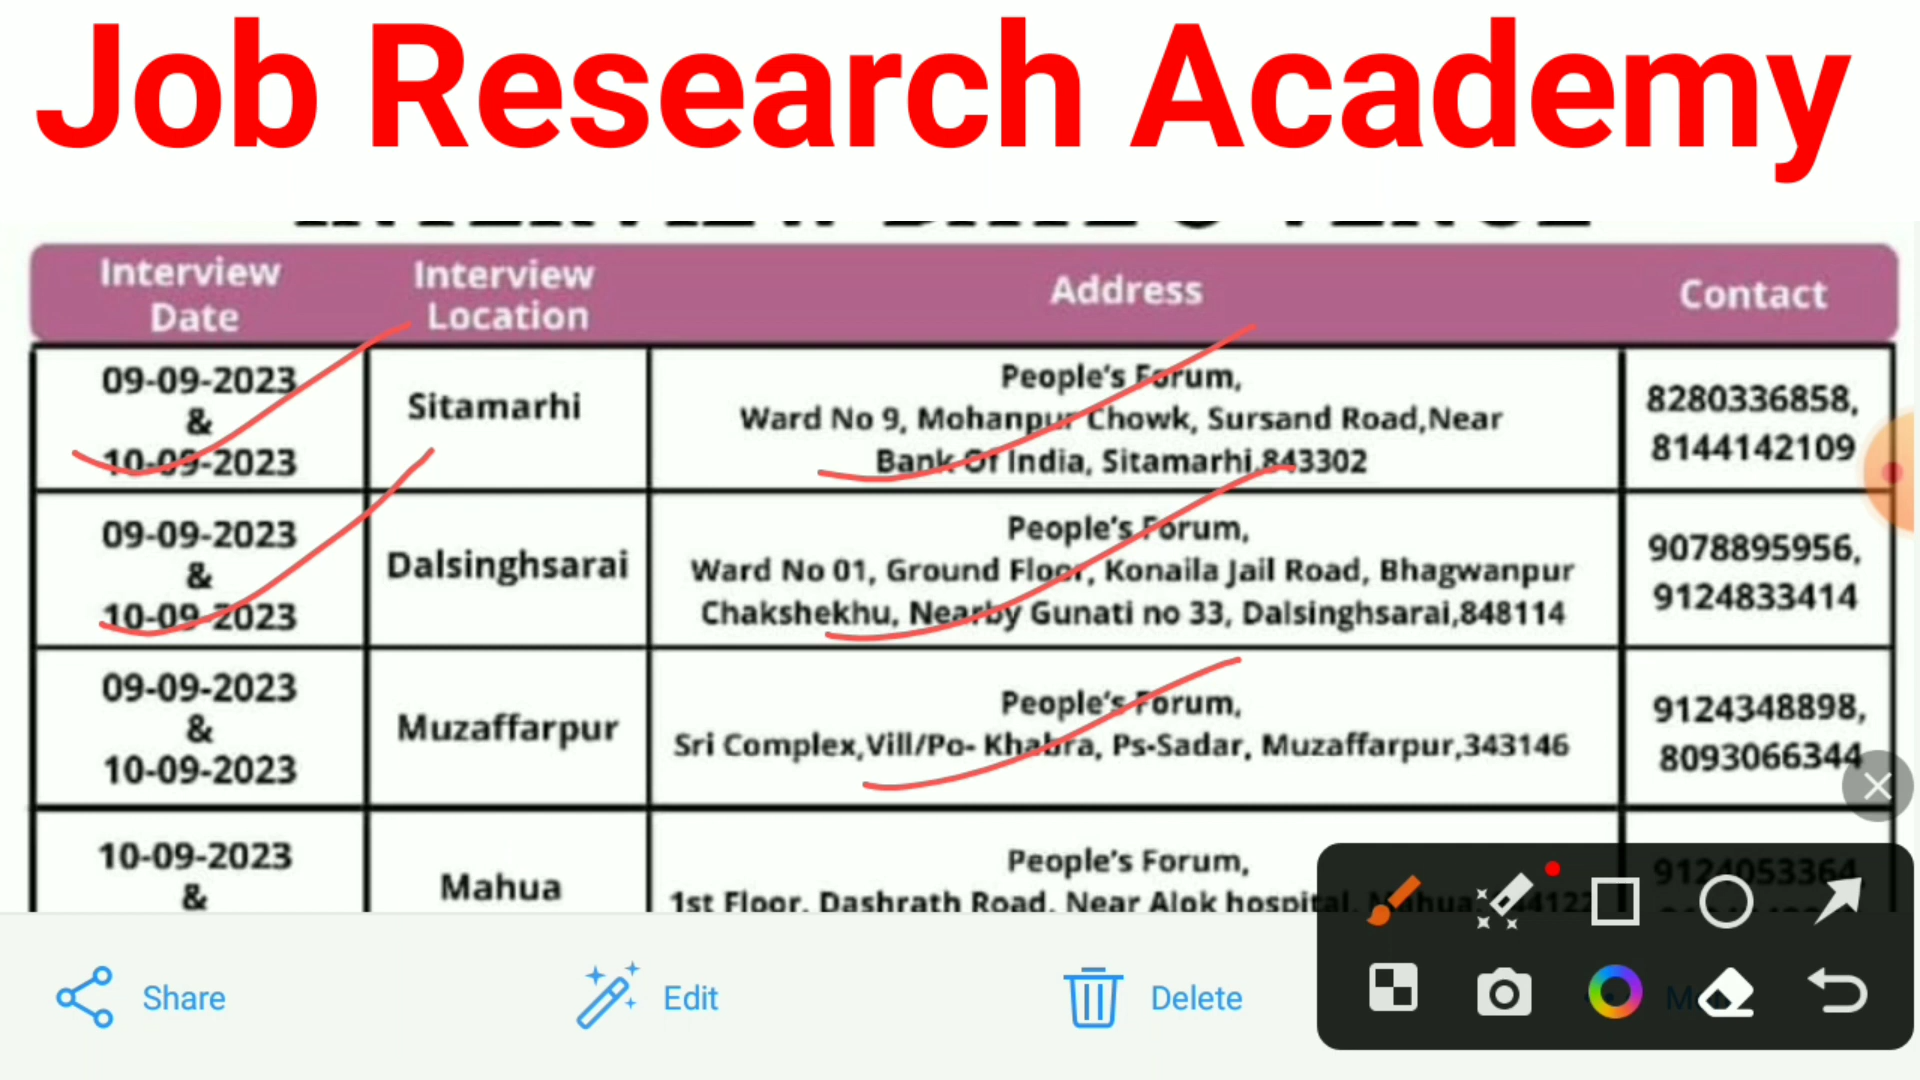 Job Research Academy
INTERVIEW DATE & VENUE
Interview Date
Interview Location
Address
Contact
09-09-2023
&
10-09-2023
Sitamarhi
People's Forum,
Ward No 9, Mohanpur Chowk, Sursand Road,Near
Bank Of India, Sitamarhi,843302
8280336858,
8144142109
09-09-2023
&
10-09-2023
Dalsinghsarai
People's Forum,
Ward No 01, Ground Floor, Konaila Jail Road, Bhagwanpur
Chakshekhu, Nearby Gunati no 33, Dalsinghsarai,848114
9078895956,
9124833414
09-09-2023
&
10-09-2023
Muzaffarpur
People's Forum,
Sri Complex,Vill/Po- Khabra, Ps-Sadar, Muzaffarpur,343146
9124348898,
8093066344
10-09-2023
&
Mahua
People's Forum,
1st Floor, Dashrath Road, Near Alok hospital, Mahua,
9124053364,
Share
Edit
Delete